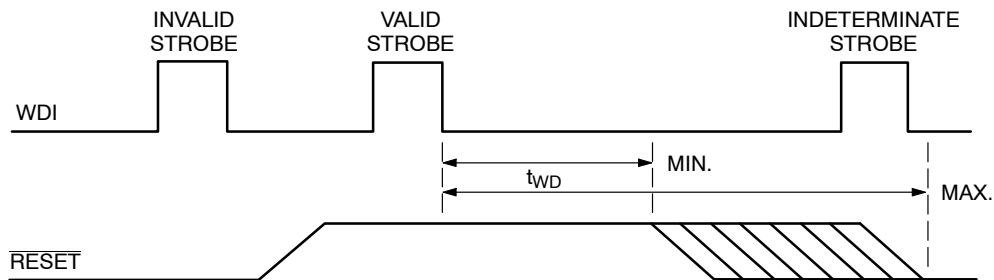 INVALID
STROBE
VALID
STROBE
INDETERMINATE
STROBE
WDI
MIN.
tWD
MAX.
RESET